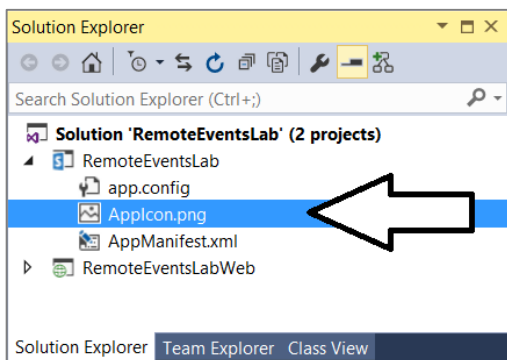 Solution Explorer
Search Solution Explorer (Ctrl+;)
Solution 'RemoteEventsLab' (2 projects)
RemoteEventsLab
app.config
AppIcon.png
AppManifest.xml
RemoteEventsLabWeb
Solution Explorer Team Explorer Class View